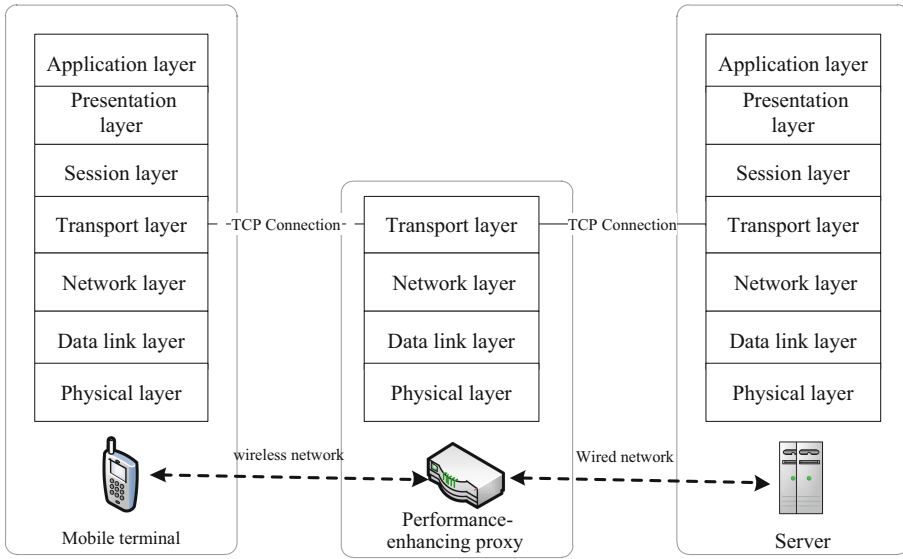 Application layer
Presentation
layer
Session layer
Transport layer
Network layer
Data link layer
Physical layer
Mobile terminal
TCP Connection
wireless network
Transport layer
Network layer
Data link layer
Physical layer
Performance-
enhancing proxy
TCP Connection
Wired network
Application layer
Presentation
layer
Session layer
Transport layer
Network layer
Data link layer
Physical layer
Server